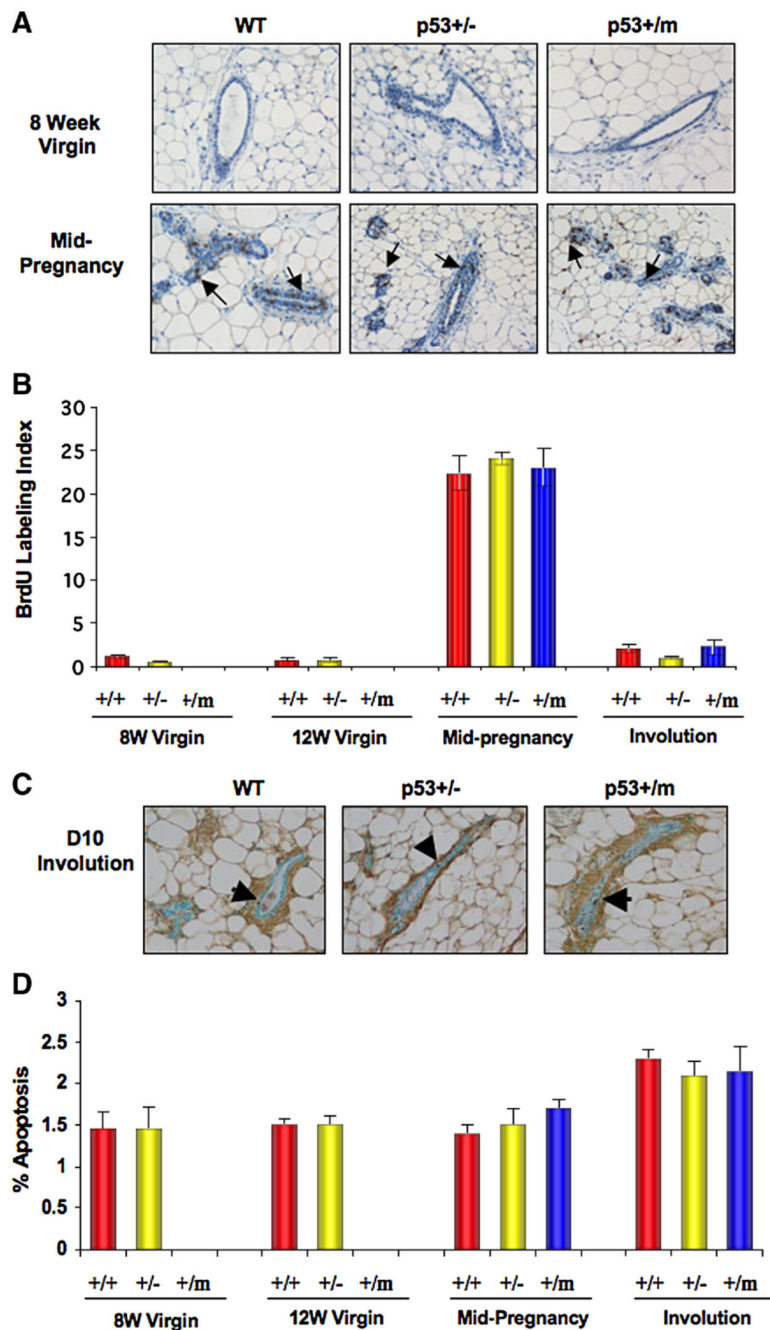 A
WT p53+/- p53+/m
8 Week
Virgin
Mid-
Pregnancy
B
BrdU Labeling Index
30
25
20
15
10
5
0
+/+ +/- +/m +/+ +/- +/m +/+ +/- +/m +/+ +/- +/m
8W Virgin 12W Virgin Mid-pregnancy Involution
C
WT p53+/- p53+/m
D10
Involution
D
% Apoptosis
3
2.5
2
1.5
1
0.5
0
+/+ +/- +/m +/+ +/- +/m +/+ +/- +/m +/+ +/- +/m
8W Virgin 12W Virgin Mid-Pregnancy Involution